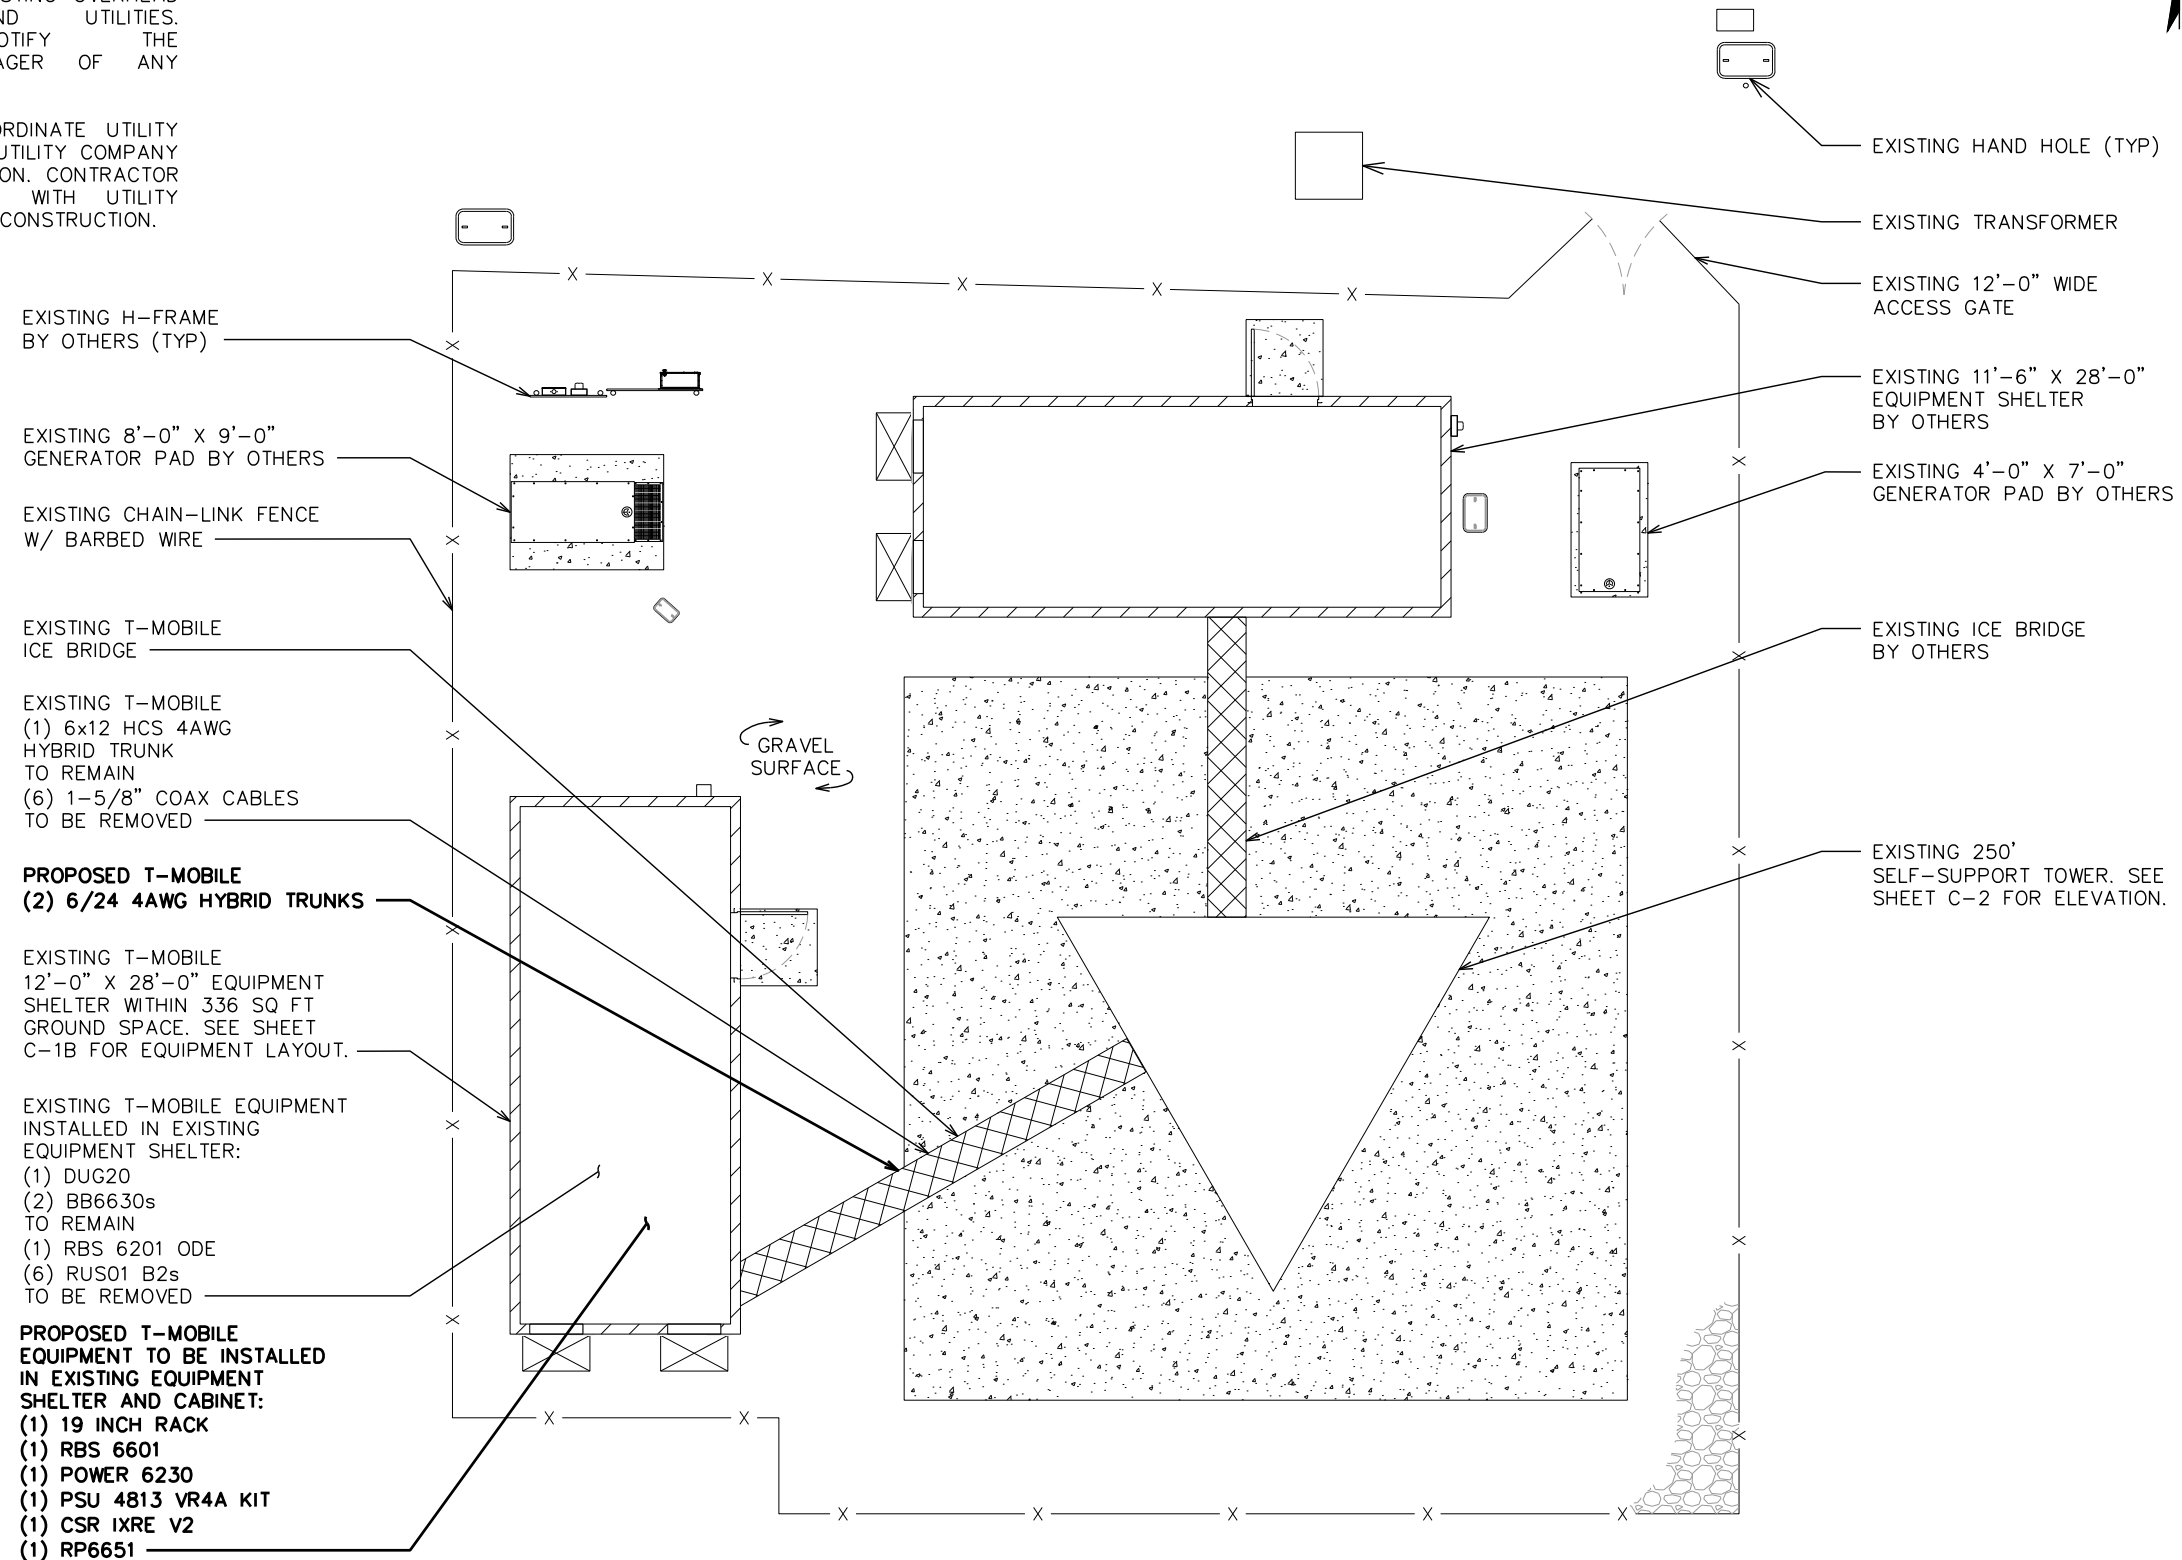 UTILITIES.
THE
OF ANY
UTILITY
UTILITY COMPANY
CONTRACTOR
WITH UTILITY
CONSTRUCTION.
EXISTING H-FRAME
BY OTHERS (TYP)
EXISTING 8'-0" X 9'-0"
GENERATOR PAD BY OTHERS
EXISTING CHAIN-LINK FENCE
W/ BARBED WIRE
EXISTING T-MOBILE
ICE BRIDGE
EXISTING T-MOBILE
(1) 6x12 HCS 4AWG
HYBRID TRUNK
TO REMAIN
(6) 1-5/8" COAX CABLES
TO BE REMOVED
PROPOSED T-MOBILE
(2) 6/24 4AWG HYBRID TRUNKS
EXISTING T-MOBILE
12'-0" X 28'-0" EQUIPMENT
SHELTER WITHIN 336 SQ FT
GROUND SPACE. SEE SHEET
C-1B FOR EQUIPMENT LAYOUT.
EXISTING T-MOBILE EQUIPMENT
INSTALLED IN EXISTING
EQUIPMENT SHELTER:
(1) DUG20
(2) BB6630s
TO REMAIN
(1) RBS 6201 ODE
(6) RUS01 B2s
TO BE REMOVED
PROPOSED T-MOBILE
EQUIPMENT TO BE INSTALLED
IN EXISTING EQUIPMENT
SHELTER AND CABINET:
(1) 19 INCH RACK
(1) RBS 6601
(1) POWER 6230
(1) PSU 4813 VR4A KIT
(1) CSR IXRE V2
(1) RP6651
GRAVEL
SURFACE
EXISTING HAND HOLE (TYP)
EXISTING TRANSFORMER
EXISTING 12'-0" WIDE
ACCESS GATE
EXISTING 11'-6" X 28'-0"
EQUIPMENT SHELTER
BY OTHERS
EXISTING 4'-0" X 7'-0"
GENERATOR PAD BY OTHERS
EXISTING ICE BRIDGE
BY OTHERS
EXISTING 250'
SELF-SUPPORT TOWER. SEE
SHEET C-2 FOR ELEVATION.